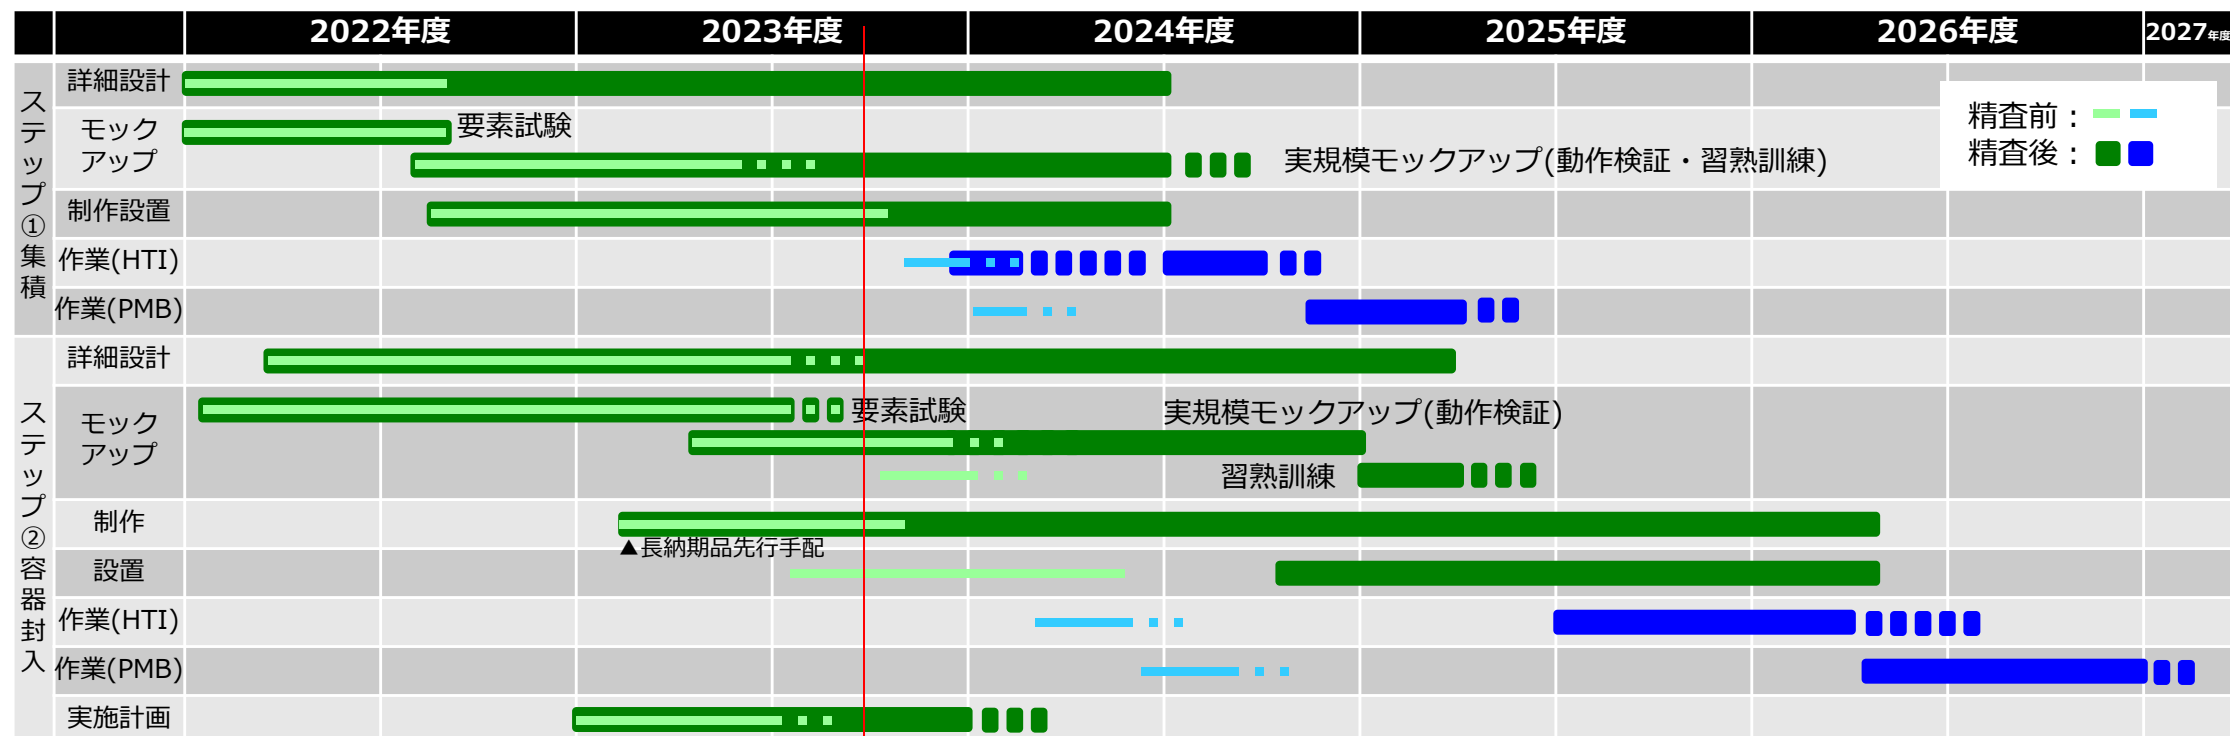 2022年度 2023年度 2024年度 2025年度 2026年度 2027年度
ステップ①集積
詳細設計
モック
アップ
要素試験
実規模モックアップ(動作検証・習熟訓練)
制作設置
作業(HTI)
作業(PMB)
精査前：
精査後：
ステップ②容器封入
詳細設計
モック
アップ
要素試験
実規模モックアップ(動作検証)
習熟訓練
制作
▲長納期品先行手配
設置
作業(HTI)
作業(PMB)
実施計画